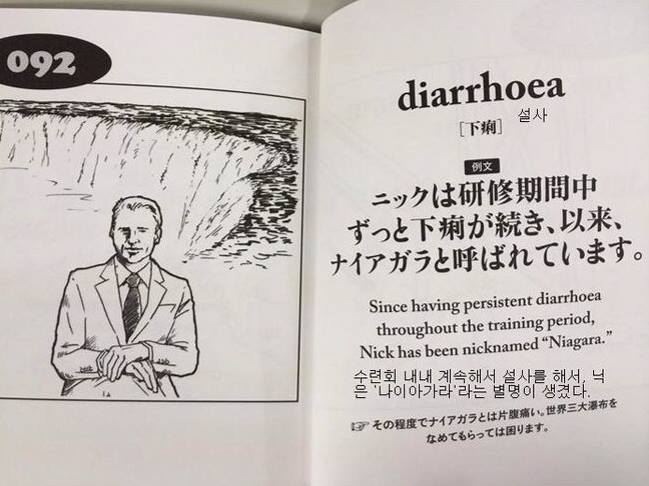 092
diarrhoea
설사
[下痢]
例文
ニックは研修期間中
ずっと下痢が続き、以来、
ナイアガラと呼ばれています。
Since having persistent diarrhoea
throughout the training period,
Nick has been nicknamed “Niagara.”
수련회 내내 계속해서 설사를 해서, 닉
은 '나이아가라'라는 별명이 생겼다.
☞ その程度でナイアガラとは片腹痛い。世界三大瀑布を
なめてもらっては困ります。